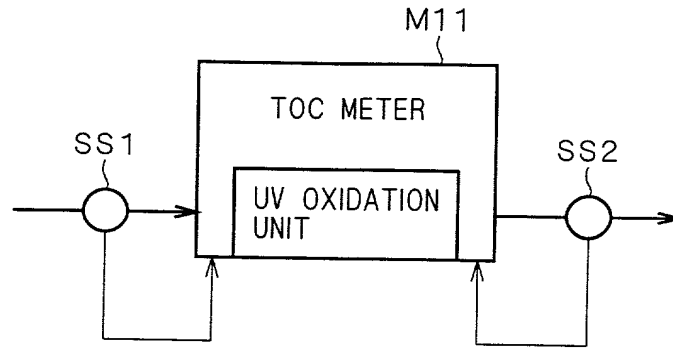 M11
TOC METER
SS1
SS2
UV OXIDATION
UNIT